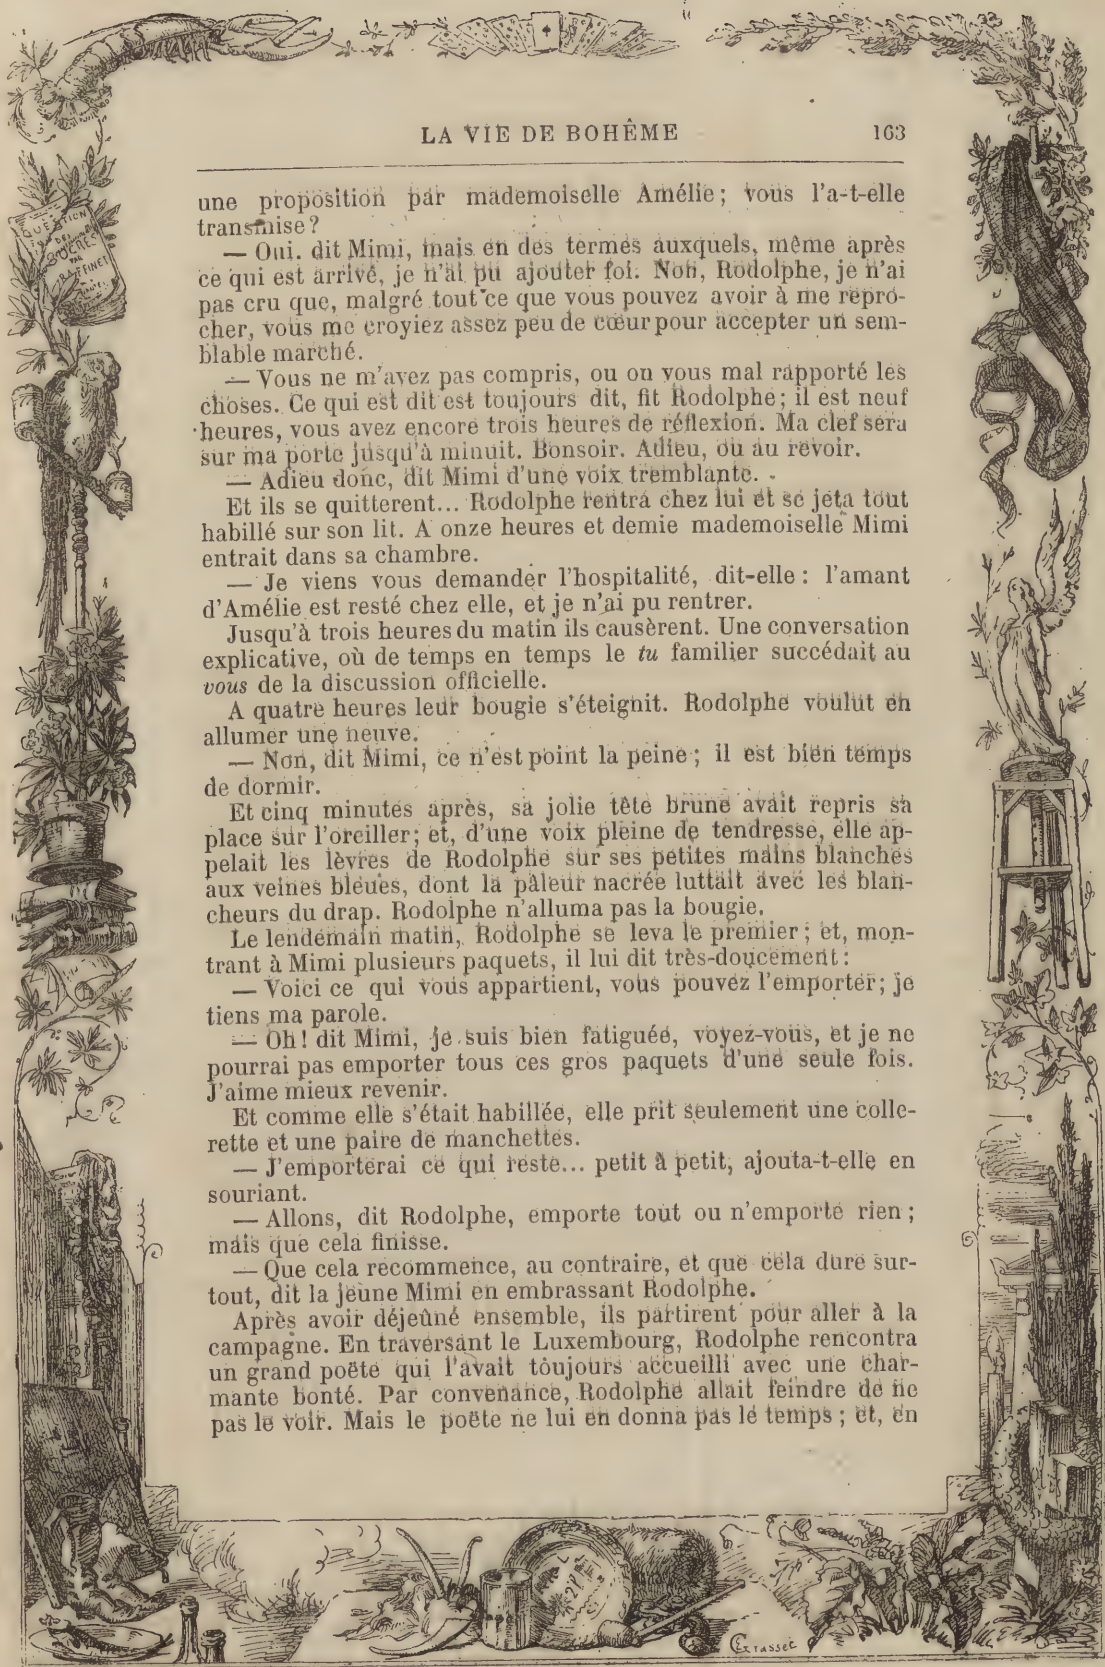 LA VIE DE BOHÊME 163
une proposition par mademoiselle Amélie; vous l'a-t-elle
transmise?
— Oui. dit Mimi, mais en des termes auxquels, même après
ce qui est arrivé, je n'ai pu ajouter foi. Non, Rodolphe, je n'ai
pas cru que, malgré tout ce que vous pouvez avoir à me repro-
cher, vous me croyiez assez peu de cœur pour accepter un sem-
blable marché.
— Vous ne m'avez pas compris, ou on vous mal rapporté les
choses. Ce qui est dit est toujours dit, fit Rodolphe; il est neuf
heures, vous avez encore trois heures de réflexion. Ma clef sera
sur ma porte jusqu'à minuit. Bonsoir. Adieu, ou au revoir.
— Adieu donc, dit Mimi d'une voix tremblante.
Et ils se quitterent... Rodolphe rentra chez lui et se jeta tout
habillé sur son lit. A onze heures et demie mademoiselle Mimi
entrait dans sa chambre.
— Je viens vous demander l'hospitalité, dit-elle : l'amant
d'Amélie est resté chez elle, et je n'ai pu rentrer.
Jusqu'à trois heures du matin ils causèrent. Une conversation
explicative, où de temps en temps le tu familier succédait au
vous de la discussion officielle.
A quatre heures leur bougie s'éteignit. Rodolphe voulut en
allumer une neuve.
— Non, dit Mimi, ce n'est point la peine ; il est bien temps
de dormir.
Et cinq minutes après, sa jolie tête brune avait repris sa
place sur l'oreiller; et, d'une voix pleine de tendresse, elle ap-
pelait les lèvres de Rodolphe sur ses petites mains blanches
aux veines bleues, dont la pâleur nacrée luttait avec les blan-
cheurs du drap. Rodolphe n'alluma pas la bougie.
Le lendemain matin, Rodolphe se leva le premier ; et, mon-
trant à Mimi plusieurs paquets, il lui dit très-doucement :
— Voici ce qui vous appartient, vous pouvez l'emporter; je
tiens ma parole.
— Oh! dit Mimi, je suis bien fatiguée, voyez-vous, et je ne
pourrai pas emporter tous ces gros paquets d'une seule fois.
J'aime mieux revenir.
Et comme elle s'était habillée, elle prit seulement une colle-
rette et une paire de manchettes.
— J'emporterai ce qui reste... petit à petit, ajouta-t-elle en
souriant.
— Allons, dit Rodolphe, emporte tout ou n'emporte rien ;
mais que cela finisse.
— Que cela recommence, au contraire, et que cela dure sur-
tout, dit la jeune Mimi en embrassant Rodolphe.
Après avoir déjeûné ensemble, ils partirent pour aller à la
campagne. En traversant le Luxembourg, Rodolphe rencontra
un grand poëte qui l'avait toujours accueilli avec une char-
mante bonté. Par convenance, Rodolphe allait feindre de ne
pas le voir. Mais le poëte ne lui en donna pas le temps ; et, en
QUESTION
DES
SUCRES
PAR
N° 27